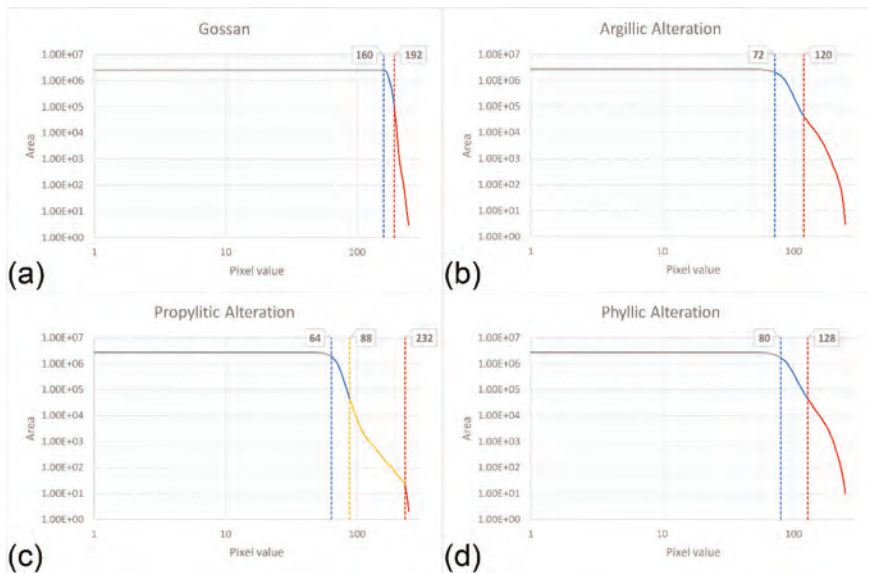 Gossan
160 192
1.00E+07
1.00E+06
1.00E+05
1.00E+04
1.00E+03
1.00E+02
1.00E+01
1.00E+00
Area
1 10 100
Pixel value
(a)
Argillic Alteration
72 120
1.00E+07
1.00E+06
1.00E+05
1.00E+04
1.00E+03
1.00E+02
1.00E+01
1.00E+00
Area
1 10 100
Pixel value
(b)
Propylitic Alteration
64 88 232
1.00E+07
1.00E+06
1.00E+05
1.00E+04
1.00E+03
1.00E+02
1.00E+01
1.00E+00
Area
1 10 100
Pixel value
(c)
Phyllic Alteration
80 128
1.00E+07
1.00E+06
1.00E+05
1.00E+04
1.00E+03
1.00E+02
1.00E+01
1.00E+00
Area
1 10 100
Pixel value
(d)